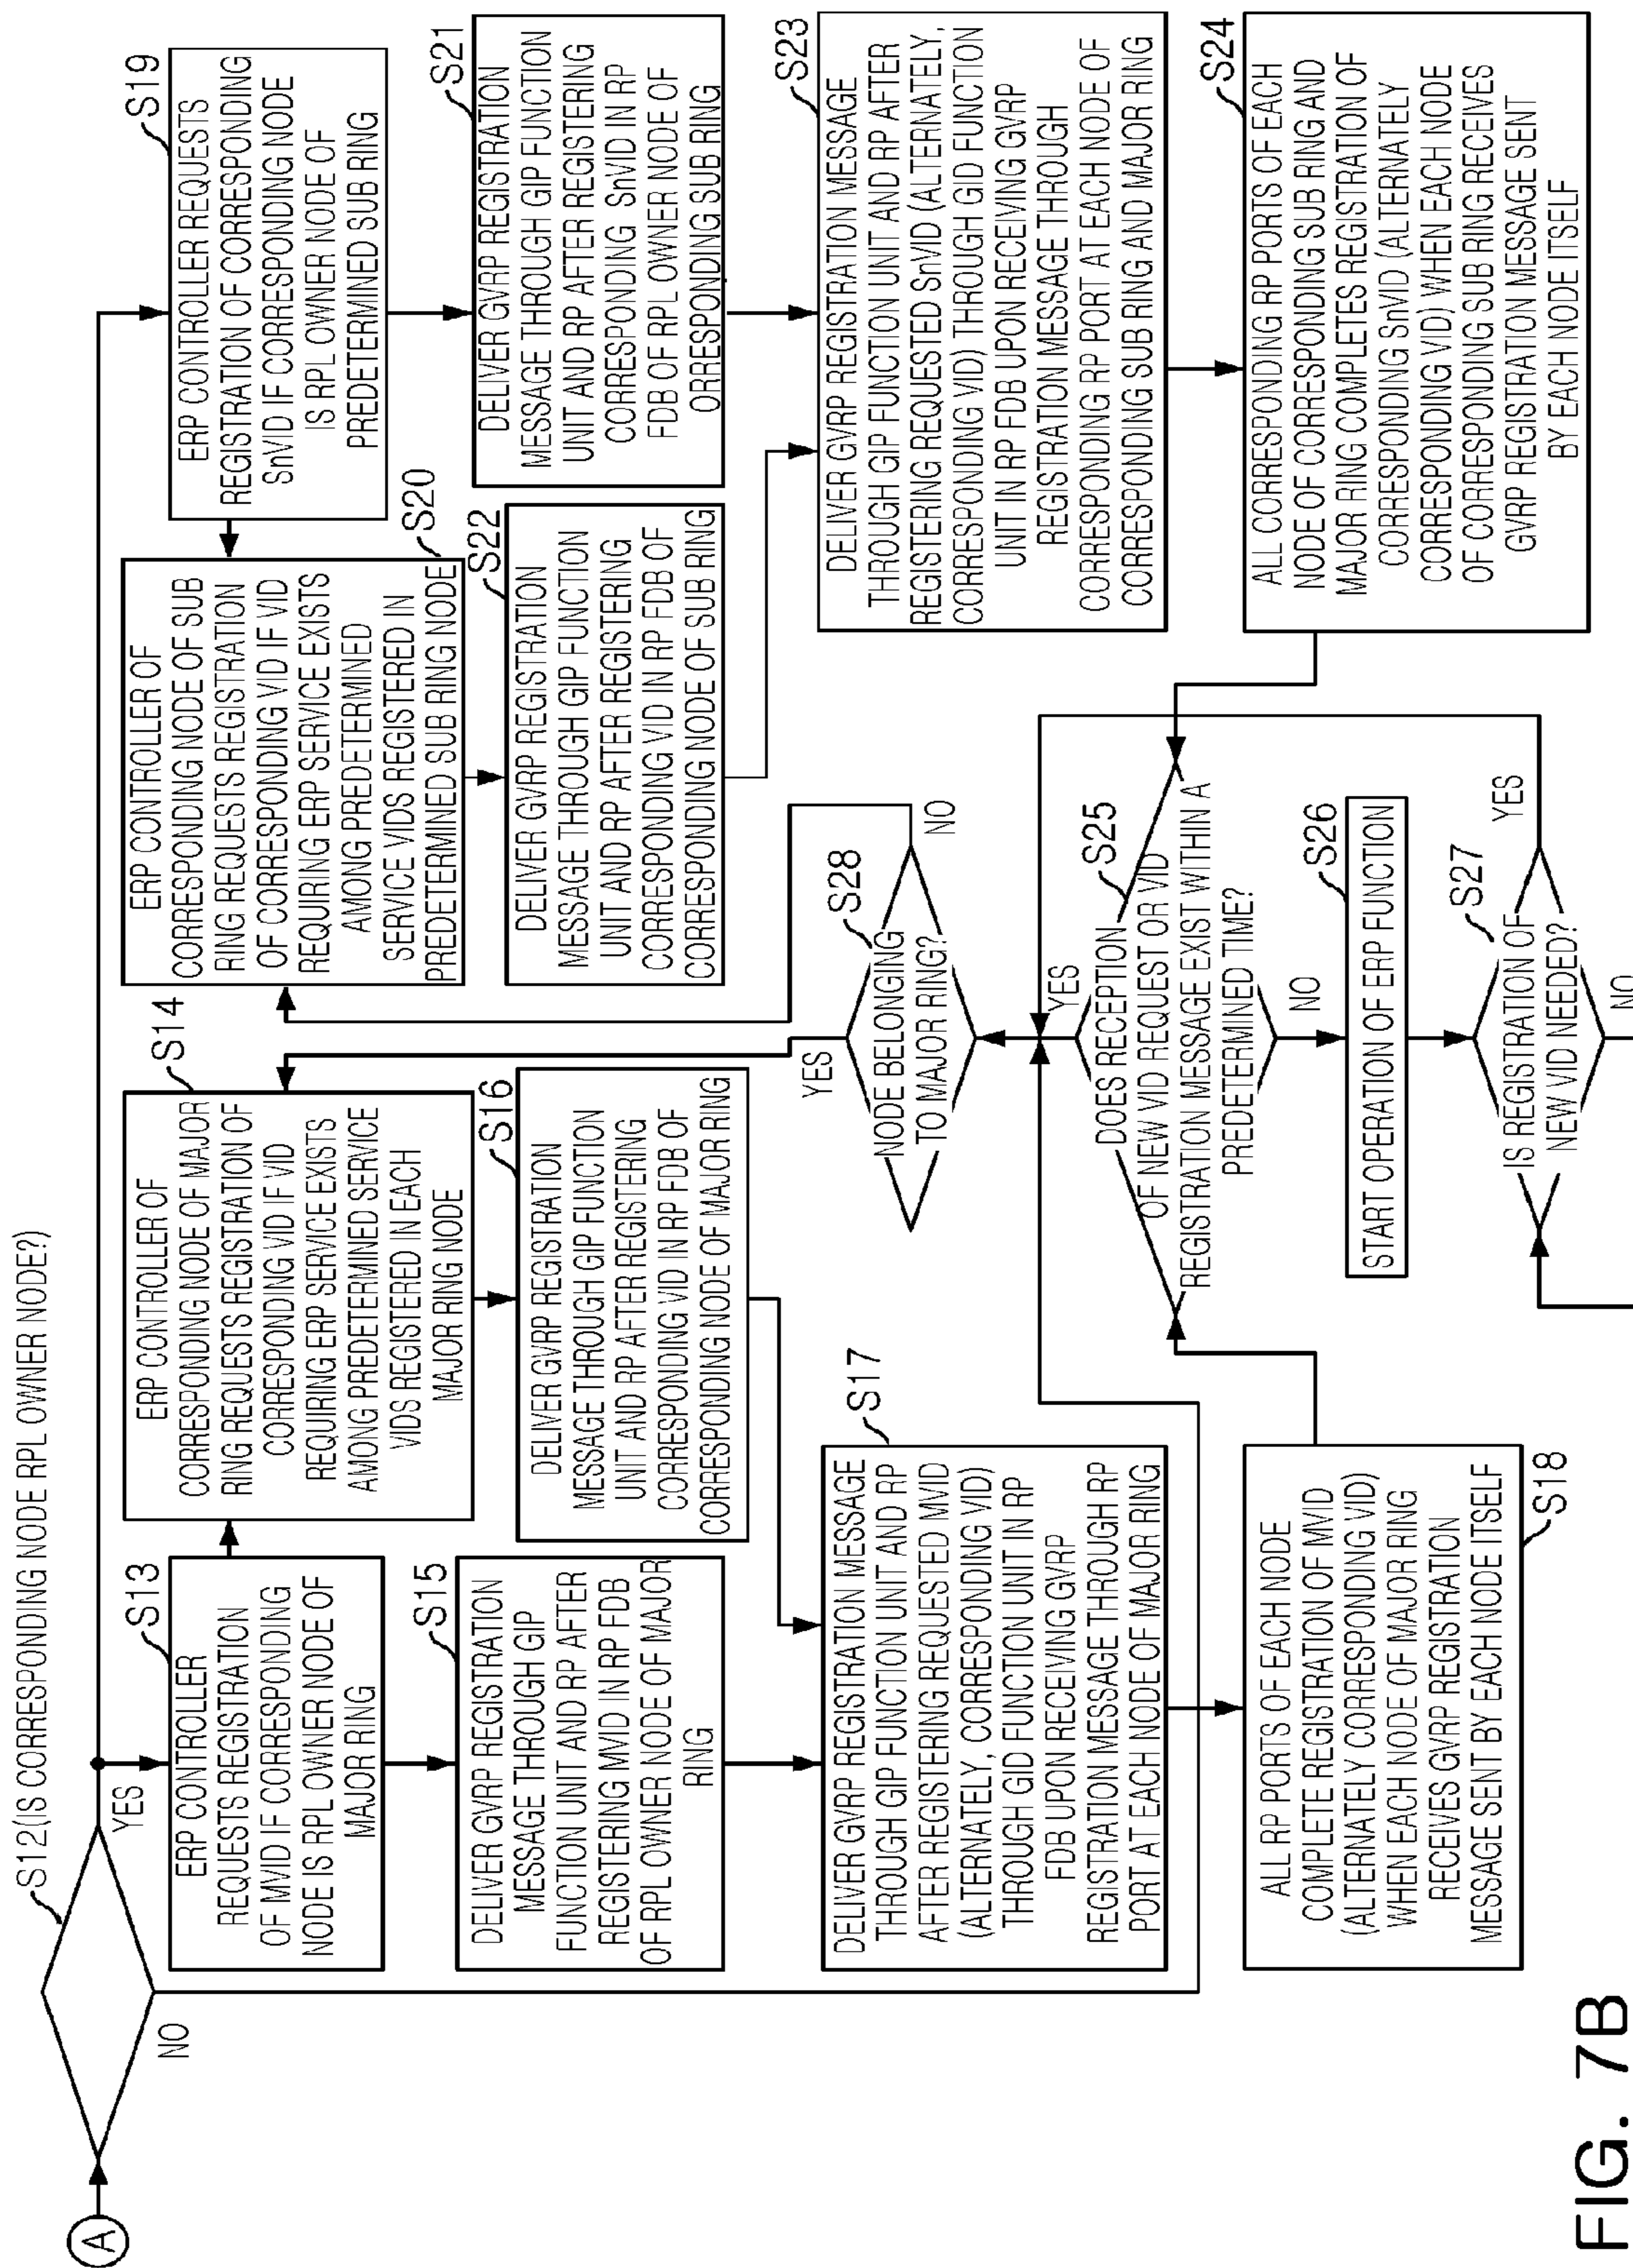 S12(IS CORRESPONDING NODE RPL OWNER NODE?)
A
YES
NO
S13
ERP CONTROLLER
REQUESTS REGISTRATION
OF MVID IF CORRESPONDING
NODE IS RPL OWNER NODE OF
MAJOR RING
S14
ERP CONTROLLER OF
CORRESPONDING NODE OF MAJOR
RING REQUESTS REGISTRATION OF
CORRESPONDING VID IF VID
REQUIRING ERP SERVICE EXISTS
AMONG PREDETERMINED SERVICE
VIDS REGISTERED IN EACH
MAJOR RING NODE
S15
DELIVER GVRP REGISTRATION
MESSAGE THROUGH GIP
FUNCTION UNIT AND RP AFTER
REGISTERING MVID IN RP FDB
OF RPL OWNER NODE OF MAJOR
RING
S16
DELIVER GVRP REGISTRATION
MESSAGE THROUGH GIP FUNCTION
UNIT AND RP AFTER REGISTERING
CORRESPONDING VID IN RP FDB OF
CORRESPONDING NODE OF MAJOR RING
S17
DELIVER GVRP REGISTRATION MESSAGE
THROUGH GIP FUNCTION UNIT AND RP
AFTER REGISTERING REQUESTED MVID
(ALTERNATELY, CORRESPONDING VID)
THROUGH GID FUNCTION UNIT IN RP
FDB UPON RECEIVING GVRP
REGISTRATION MESSAGE THROUGH RP
PORT AT EACH NODE OF MAJOR RING
S18
ALL RP PORTS OF EACH NODE
COMPLETE REGISTRATION OF MVID
(ALTERNATELY CORRESPONDING VID)
WHEN EACH NODE OF MAJOR RING
RECEIVES GVRP REGISTRATION
MESSAGE SENT BY EACH NODE ITSELF
S19
ERP CONTROLLER REQUESTS
REGISTRATION OF CORRESPONDING
SnVID IF CORRESPONDING NODE
IS RPL OWNER NODE OF
PREDETERMINED SUB RING
S20
ERP CONTROLLER OF
CORRESPONDING NODE OF SUB
RING REQUESTS REGISTRATION
OF CORRESPONDING VID IF VID
REQUIRING ERP SERVICE EXISTS
AMONG PREDETERMINED
SERVICE VIDS REGISTERED IN
PREDETERMINED SUB RING NODE
S21
DELIVER GVRP REGISTRATION
MESSAGE THROUGH GIP FUNCTION
UNIT AND RP AFTER REGISTERING
CORRESPONDING SnVID IN RP
FDB OF RPL OWNER NODE OF
ORRESPONDING SUB RING
S22
DELIVER GVRP REGISTRATION
MESSAGE THROUGH GIP FUNCTION
UNIT AND RP AFTER REGISTERING
CORRESPONDING VID IN RP FDB OF
CORRESPONDING NODE OF SUB RING
S23
DELIVER GVRP REGISTRATION MESSAGE
THROUGH GIP FUNCTION UNIT AND RP AFTER
REGISTERING REQUESTED SnVID (ALTERNATELY,
CORRESPONDING VID) THROUGH GID FUNCTION
UNIT IN RP FDB UPON RECEIVING GVRP
REGISTRATION MESSAGE THROUGH
CORRESPONDING RP PORT AT EACH NODE OF
CORRESPONDING SUB RING AND MAJOR RING
S24
ALL CORRESPONDING RP PORTS OF EACH
NODE OF CORRESPONDING SUB RING AND
MAJOR RING COMPLETES REGISTRATION OF
CORRESPONDING SnVID (ALTERNATELY
CORRESPONDING VID) WHEN EACH NODE
OF CORRESPONDING SUB RING RECEIVES
GVRP REGISTRATION MESSAGE SENT
BY EACH NODE ITSELF
S28
NODE BELONGING
TO MAJOR RING?
YES
NO
S25
DOES RECEPTION
OF NEW VID REQUEST OR VID
REGISTRATION MESSAGE EXIST WITHIN A
PREDETERMINED TIME?
YES
NO
S26
START OPERATION OF ERP FUNCTION
S27
IS REGISTRATION OF
NEW VID NEEDED?
YES
NO
FIG. 7B